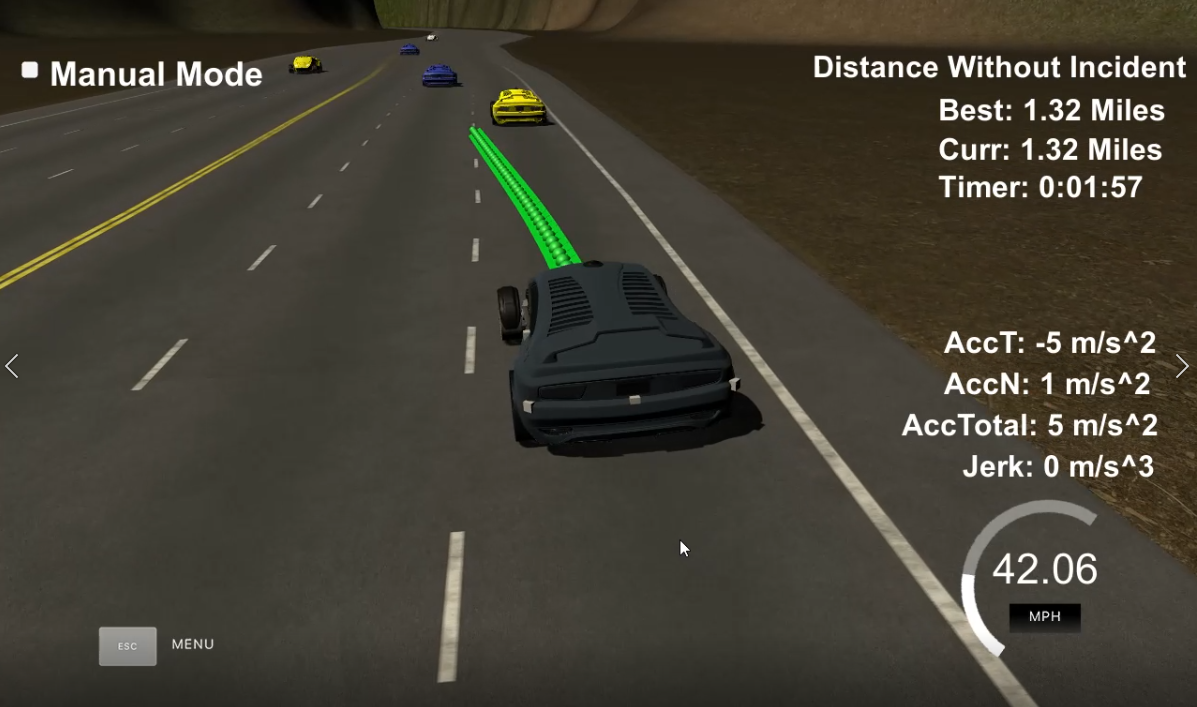 Manual Mode
Distance Without Incident
Best: 1.32 Miles
Curr: 1.32 Miles
Timer: 0:01:57
AccT: -5 m/s^2
AccN: 1 m/s^2
AccTotal: 5 m/s^2
Jerk: 0 m/s^3
42.06
MPH
ESC MENU